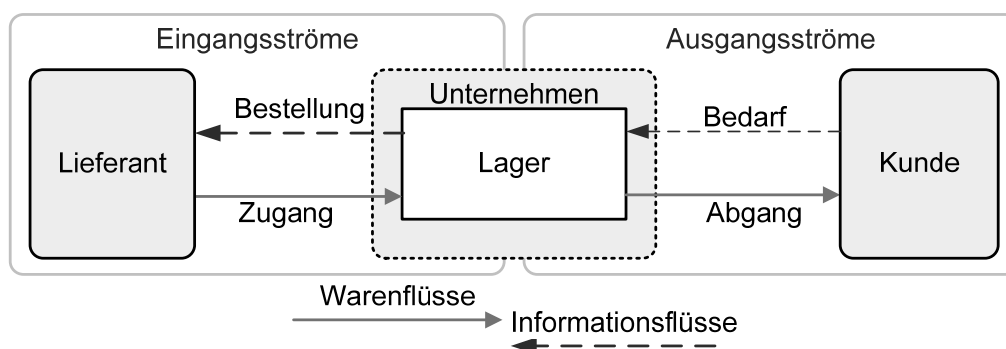 Eingangsströme
Ausgangsströme
Unternehmen
Bestellung
Bedarf
Lieferant
Lager
Kunde
Zugang
Abgang
Warenflüsse
Informationsflüsse